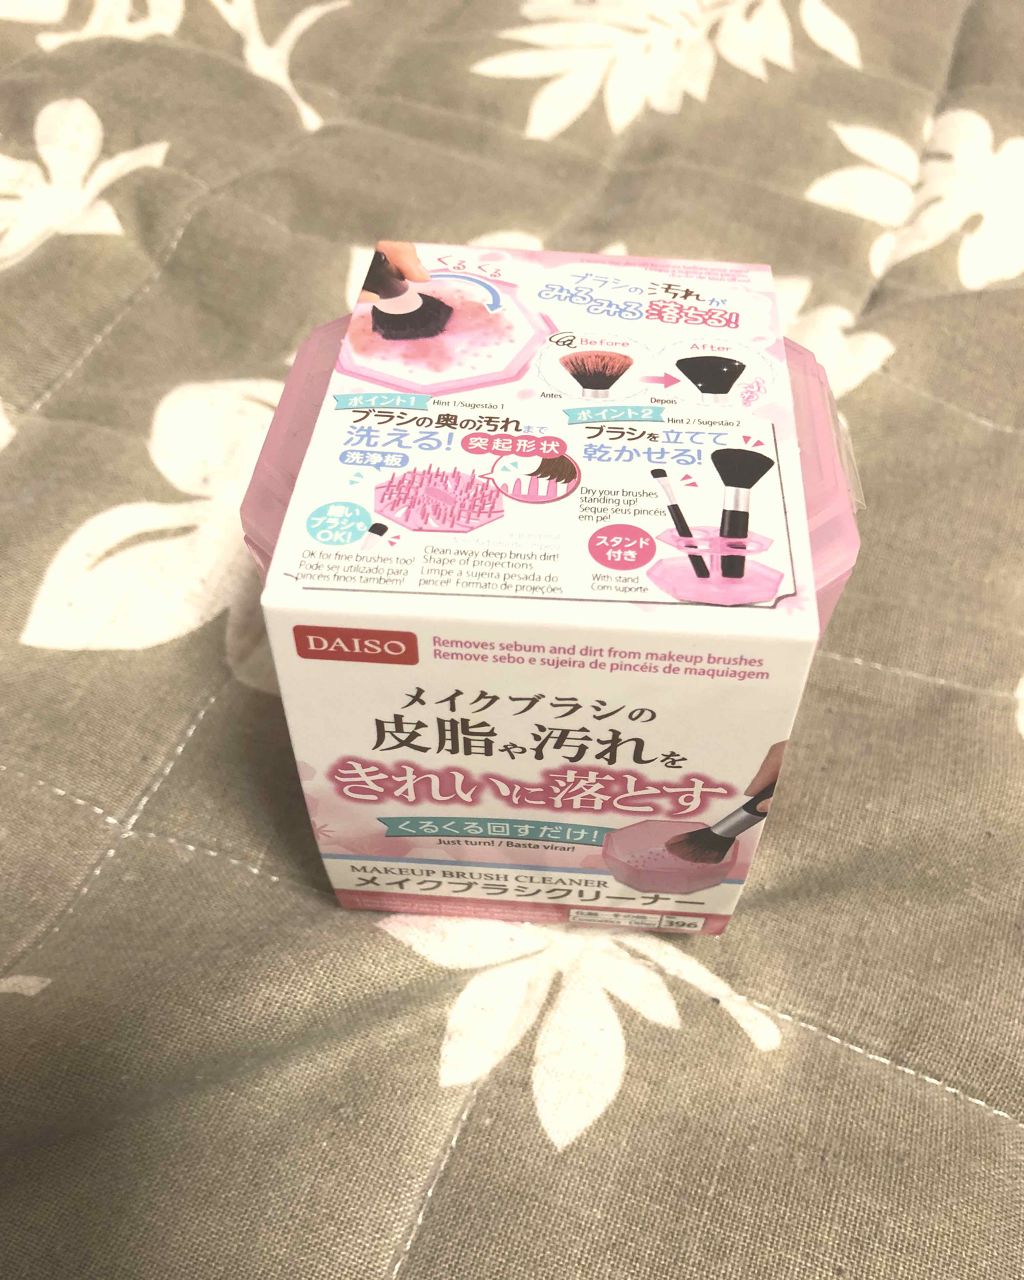 くるくる
ブラシの汚れが
みるみる落ちる!
Before
After
Antes
Depois
ポイント1
Hint 1/Sugestão 1
ブラシの奥の汚れまで
洗える!
突起形状
洗浄板
細い
ブラシも
OK!
OK for fine brushes too!
Pode ser utilizado para
pincéis finos também!
Clean away deep brush dirt!
Shape of projections
Limpe a sujeira pesada do
pincel! Formato de projeções
ポイント2
Hint 2 / Sugestão 2
ブラシを立てて
乾かせる!
Dry your brushes
standing up!
Seque seus pincéis
em pé!
スタンド
付き
With stand
Com suporte
DAISO
Removes sebum and dirt from makeup brushes
Remove sebo e sujeira de pincéis de maquiagem
メイクブラシの
皮脂や汚れを
きれいに落とす
くるくる回すだけ!
Just turn! / Basta virar!
MAKEUP BRUSH CLEANER
メイクブラシクリーナー
396